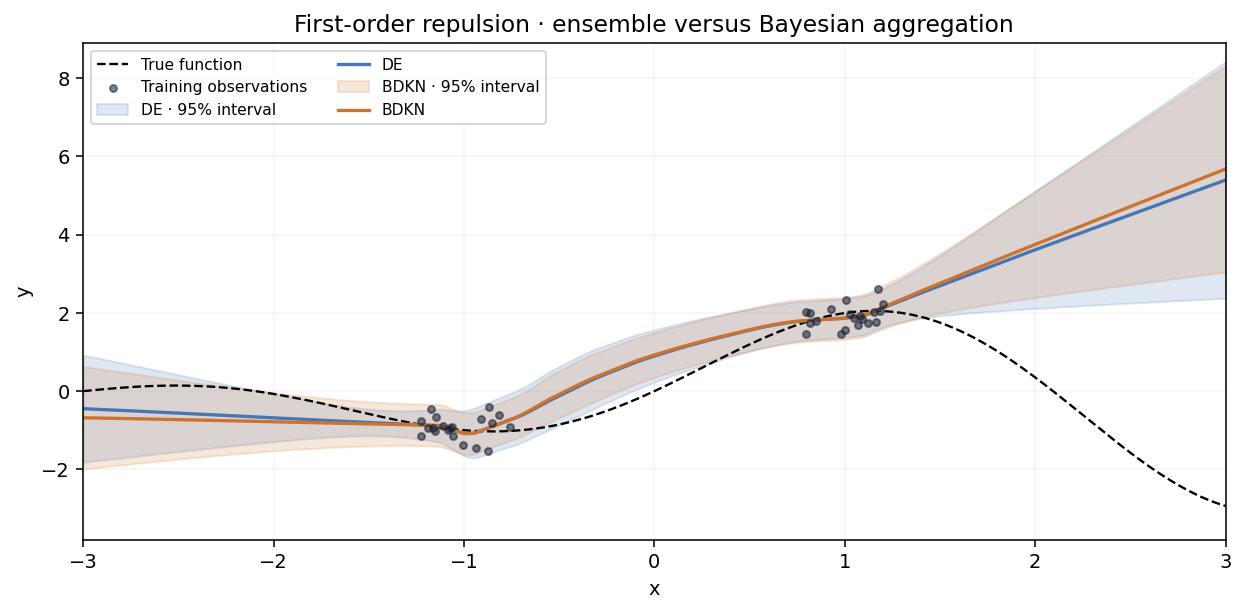 First-order repulsion · ensemble versus Bayesian aggregation
True function
Training observations
DE · 95% interval
DE
BDKN · 95% interval
BDKN
8
6
4
2
0
−2
y
−3
−2
−1
0
1
2
3
x